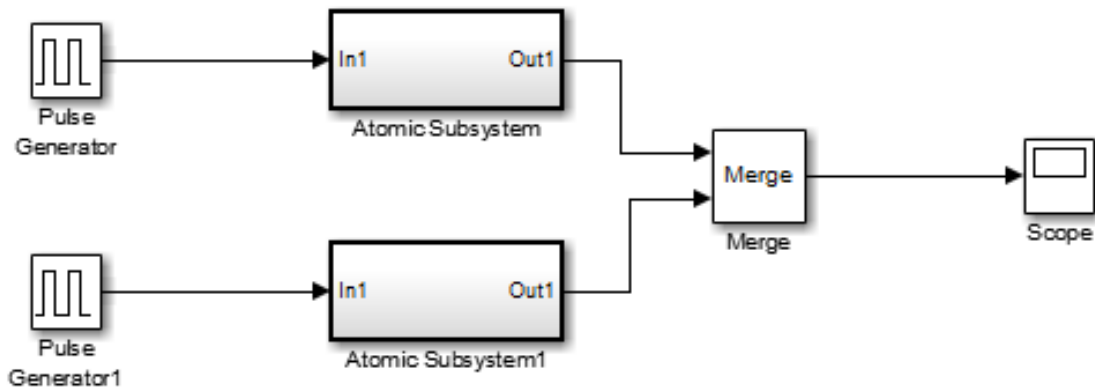 In1
Out1
Pulse
Generator
Atomic Subsystem
Merge
Merge
Scope
In1
Out1
Pulse
Generator1
Atomic Subsystem1